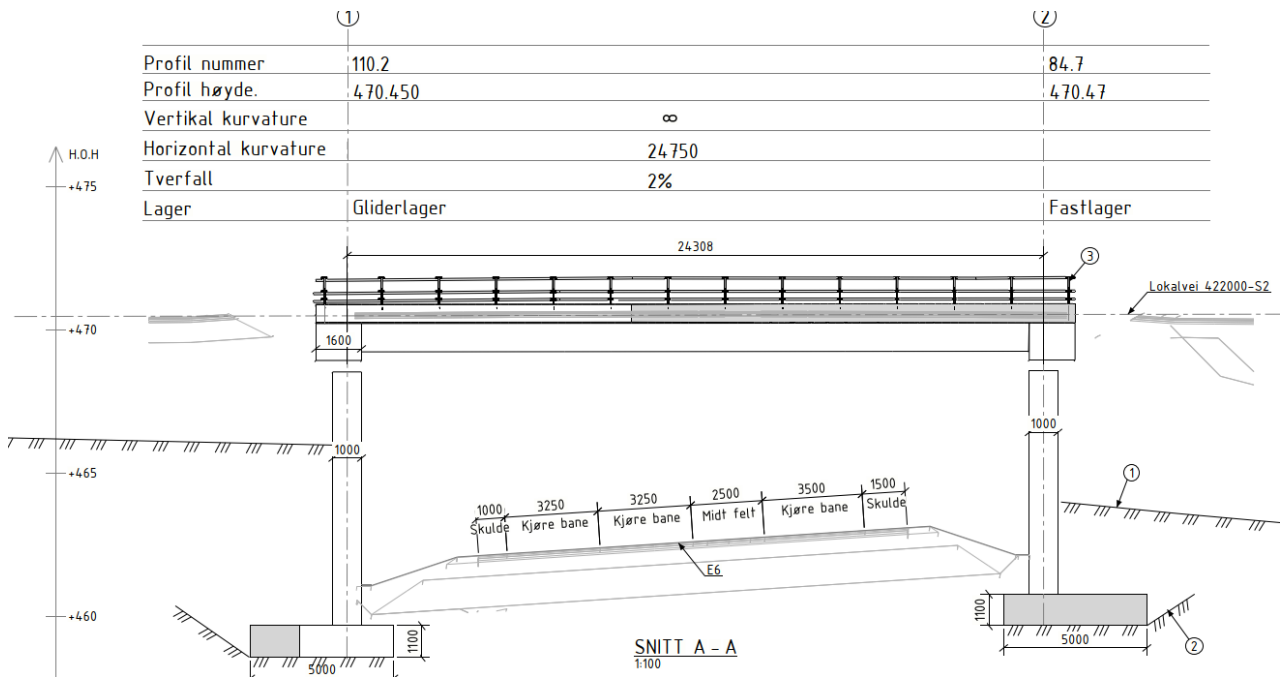 1 2
Profil nummer 110.2 84.7
Profil høyde. 470.450 470.47
Vertikal kurvature ∞
Horizontal kurvature 24750
Tverfall 2%
Lager Gliderlager Fastlager
H.O.H
+475
24308
3
Lokalvei 422000-S2
+470
1600
1000
1000
+465
1
1000 3250 3250 2500 3500 1500
Skulde Kjøre bane Kjøre bane Midt felt Kjøre bane Skulde
E6
+460
1100
1100
5000
5000
2
SNITT A - A
1:100